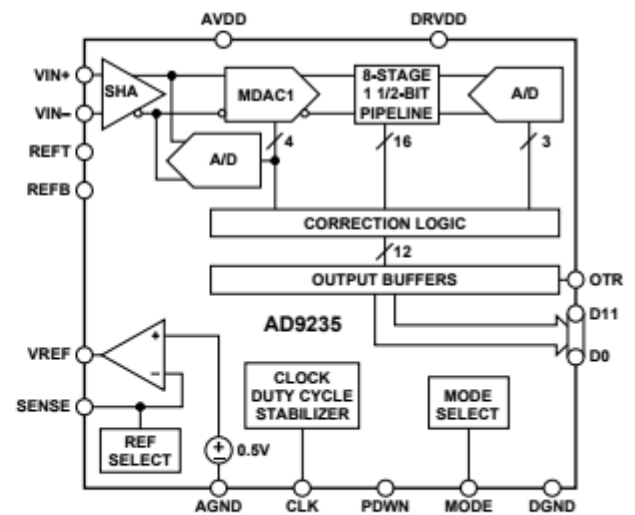 AVDD
DRVDD
VIN+
SHA
MDAC1
8-STAGE
1 1/2-BIT
PIPELINE
A/D
VIN–
REFT
A/D
4
16
3
REFB
CORRECTION LOGIC
12
OUTPUT BUFFERS
OTR
AD9235
D11
D0
VREF
+
–
SENSE
CLOCK
DUTY CYCLE
STABILIZER
MODE
SELECT
REF
SELECT
+
–
0.5V
AGND
CLK
PDWN
MODE
DGND